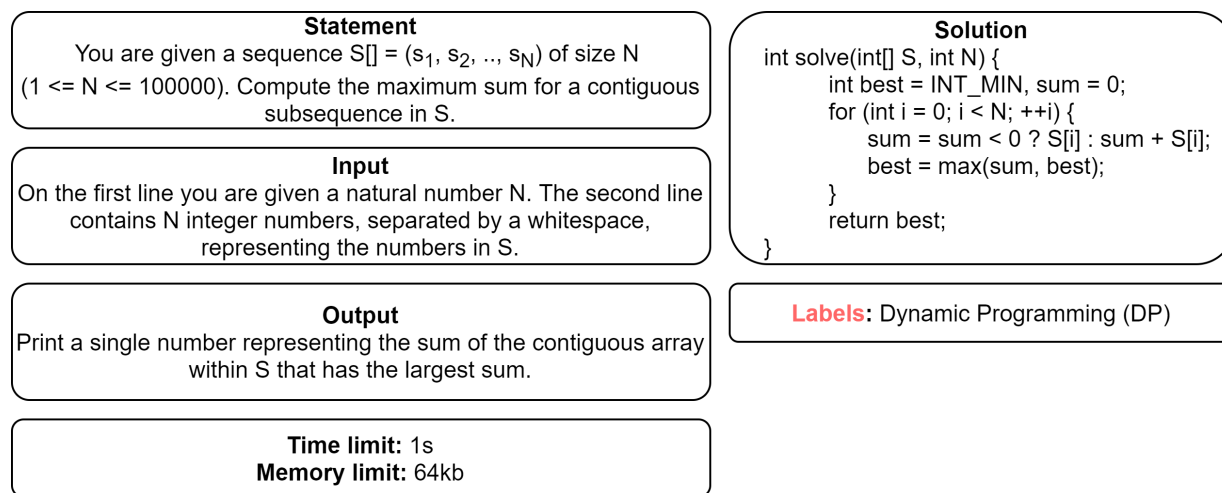 Statement
You are given a sequence S[] = (s1, s2, .., sN) of size N
(1 <= N <= 100000). Compute the maximum sum for a contiguous
subsequence in S.
Input
On the first line you are given a natural number N. The second line
contains N integer numbers, separated by a whitespace,
representing the numbers in S.
Output
Print a single number representing the sum of the contiguous array
within S that has the largest sum.
Time limit: 1s
Memory limit: 64kb
Solution
int solve(int[] S, int N) {
int best = INT_MIN, sum = 0;
for (int i = 0; i < N; ++i) {
sum = sum < 0 ? S[i] : sum + S[i];
best = max(sum, best);
}
return best;
}
Labels: Dynamic Programming (DP)